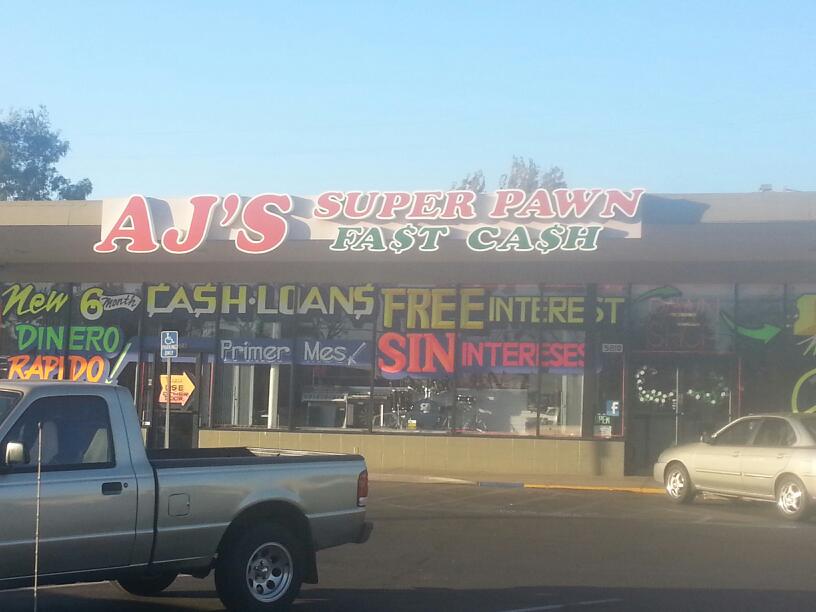 AJ'S SUPER PAWN
FA$T CA$H
New 6 month CA$H·LOAN$ FREE INTEREST
DINERO RAPIDO
Primer Mes SIN INTERESES